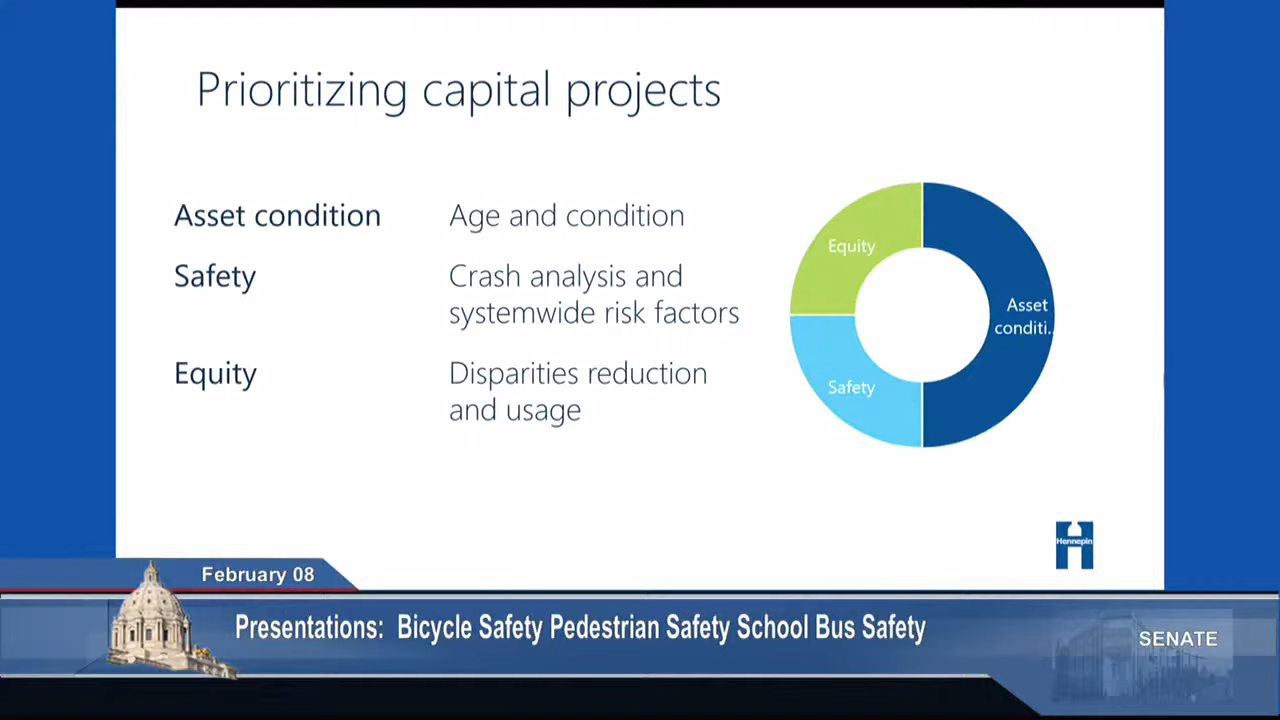 Prioritizing capital projects
Asset condition
Age and condition
Safety
Crash analysis and
systemwide risk factors
Equity
Disparities reduction
and usage
Equity
Asset
conditi..
Safety
Hennepin
February 08
Presentations: Bicycle Safety Pedestrian Safety School Bus Safety
SENATE